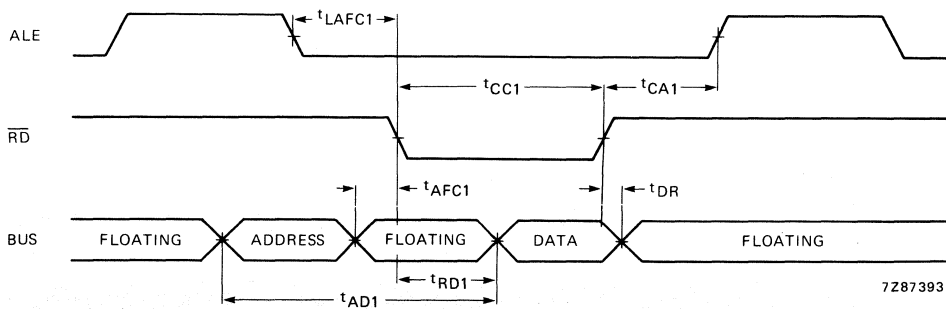 ALE
tLAFC1
tCC1
tCA1
RD
tAFC1
tDR
BUS
FLOATING
ADDRESS
FLOATING
DATA
FLOATING
tRD1
tAD1
7Z87393